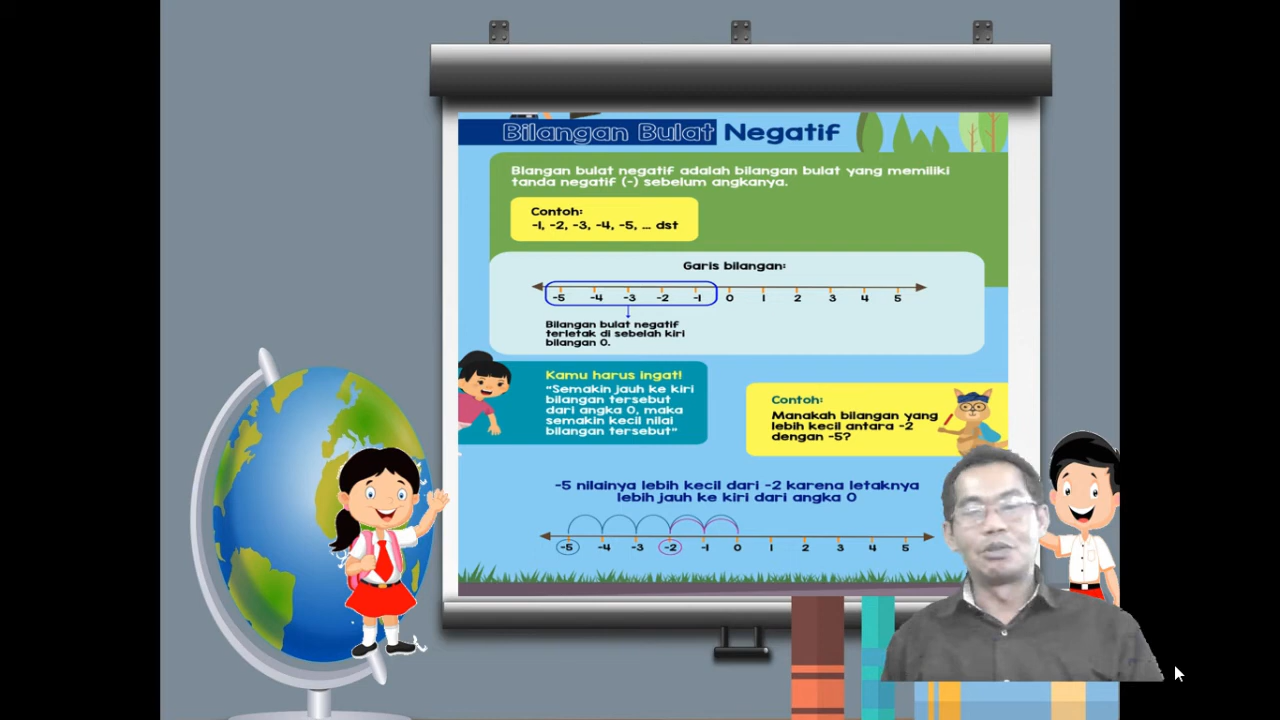 Bilangan Bulat Negatif
Blangan bulat negatif adalah bilangan bulat yang memiliki
tanda negatif (-) sebelum angkanya.
Contoh:
-1, -2, -3, -4, -5, ... dst
Garis bilangan:
-5 -4 -3 -2 -1 0 1 2 3 4 5
Bilangan bulat negatif
terletak di sebelah kiri
bilangan 0.
Kamu harus ingat!
"Semakin jauh ke kiri
bilangan tersebut
dari angka 0, maka
semakin kecil nilai
bilangan tersebut"
Contoh:
Manakah bilangan yang
lebih kecil antara -2
dengan -5?
-5 nilainya lebih kecil dari -2 karena letaknya
lebih jauh ke kiri dari angka 0
-5 -4 -3 -2 -1 0 1 2 3 4 5